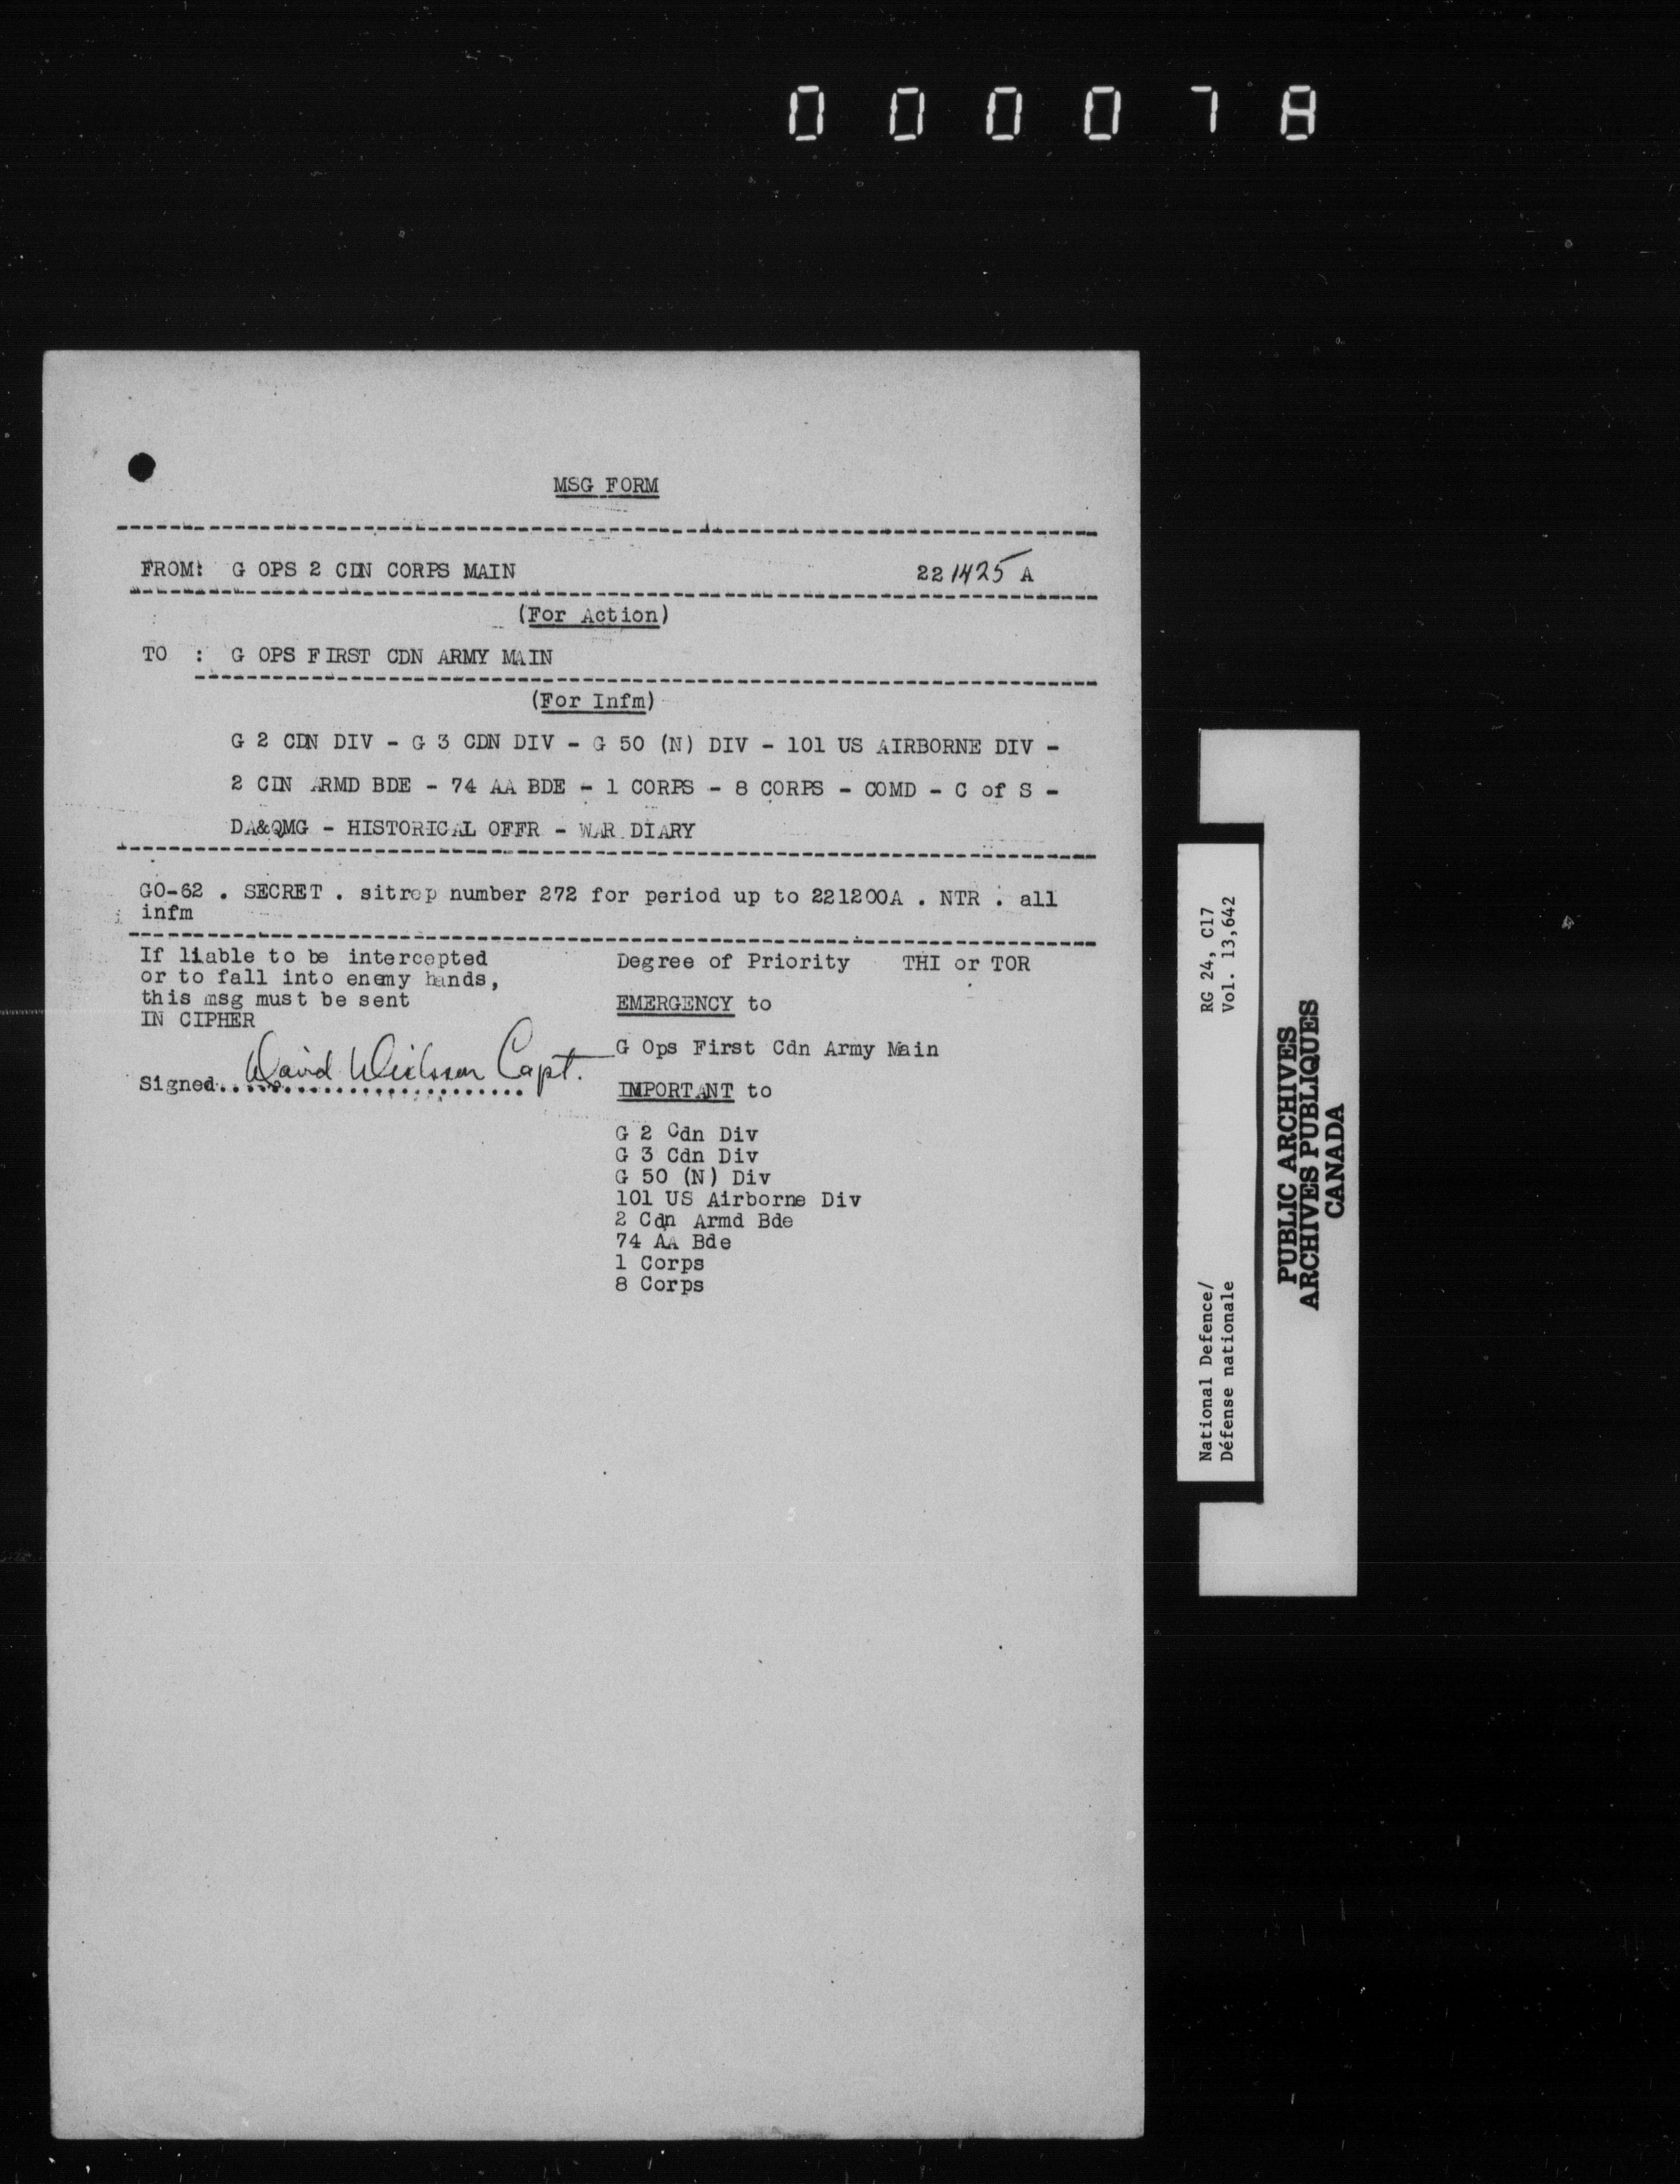 000078
MSG FORM
FROM: G OPS 2 CDN CORPS MAIN 221425 A
(For Action)
TO : G OPS FIRST CDN ARMY MAIN
(For Infm)
G 2 CDN DIV - G 3 CDN DIV - G 50 (N) DIV - 101 US AIRBORNE DIV -
2 CDN ARMD BDE - 74 AA BDE - 1 CORPS - 8 CORPS - COMD - C of S -
DA&QMG - HISTORICAL OFFR - WAR DIARY
GO-62 . SECRET . sitrep number 272 for period up to 221200A . NTR . all
infm
If liable to be intercepted
or to fall into enemy hands,
this msg must be sent
IN CIPHER
Signed.......................... David Capt.
Degree of Priority THI or TOR
EMERGENCY to
G Ops First Cdn Army Main
IMPORTANT to
G 2 Cdn Div
G 3 Cdn Div
G 50 (N) Div
101 US Airborne Div
2 Cdn Armd Bde
74 AA Bde
1 Corps
8 Corps
National Defence/ RG 24, C17
Défense nationale Vol. 13,642
PUBLIC ARCHIVES
ARCHIVES PUBLIQUES
CANADA